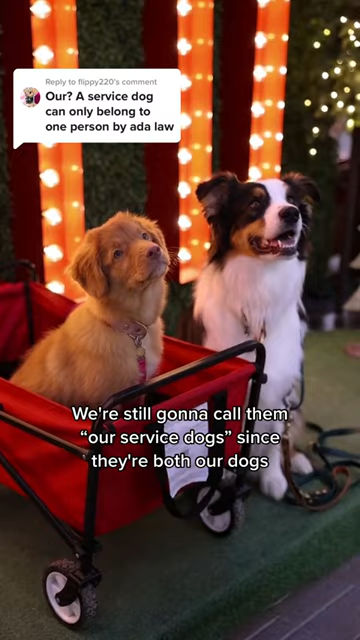 Reply to flippy220's comment
Our? A service dog
can only belong to
one person by ada law
We're still gonna call them
“our service dogs” since
they're both our dogs